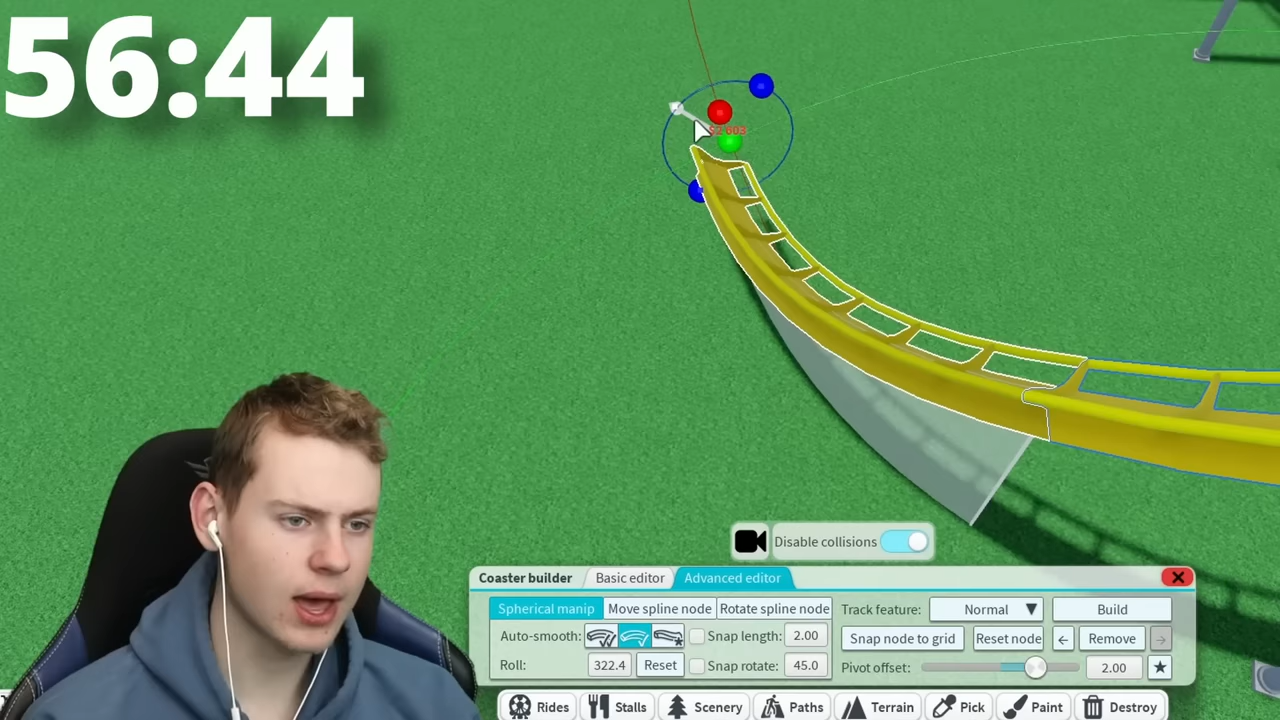 56:44
$2 603
Disable collisions
Coaster builder Basic editor Advanced editor
Spherical manip Move spline node Rotate spline node Track feature: Normal Build
Auto-smooth: Snap length: 2.00 Snap node to grid Reset node Remove
Roll: 322.4 Reset Snap rotate: 45.0 Pivot offset: 2.00
Rides Stalls Scenery Paths Terrain Pick Paint Destroy